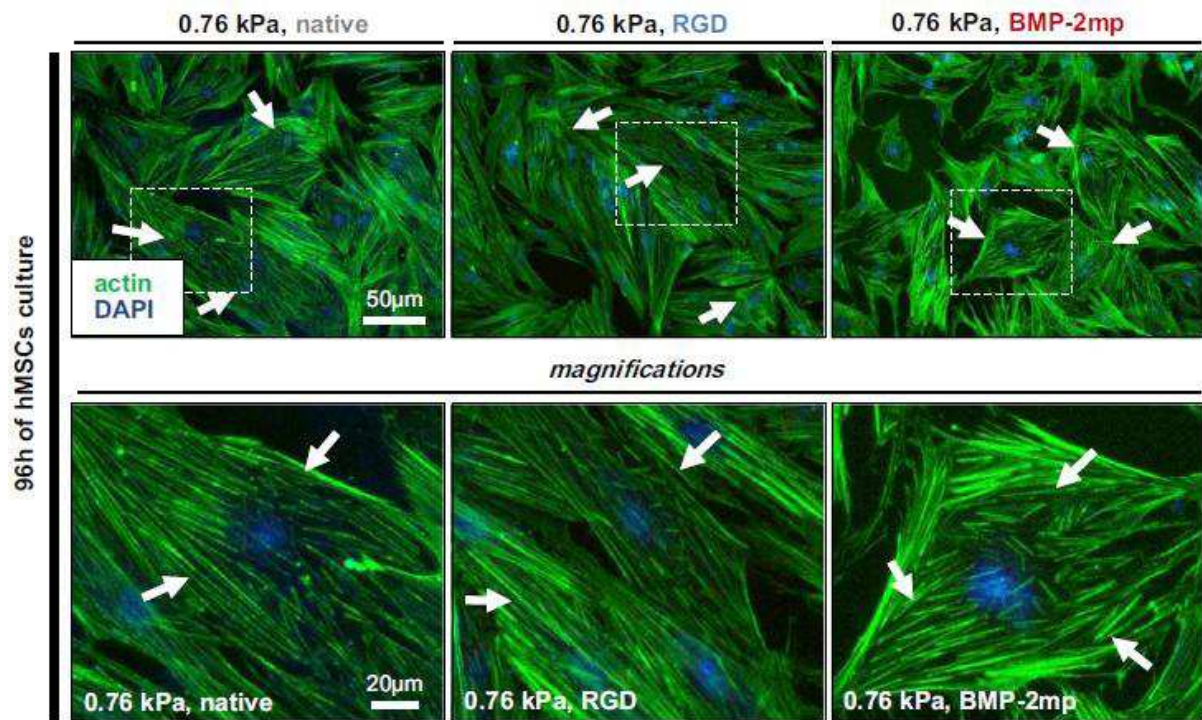 0.76 kPa, native
0.76 kPa, RGD
0.76 kPa, BMP-2mp
96h of hMSCs culture
actin
DAPI
50µm
magnifications
0.76 kPa, native
20µm
0.76 kPa, RGD
0.76 kPa, BMP-2mp